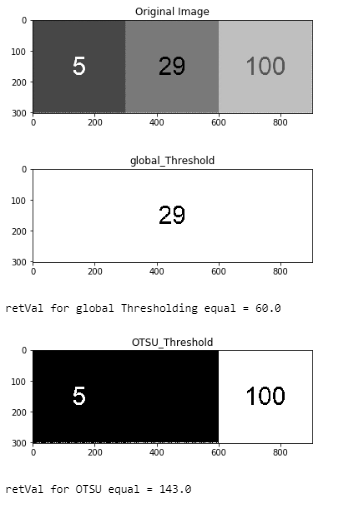 Original Image
0
100
200
300
5 29 100
0 200 400 600 800
global_Threshold
0
100
200
300
29
0 200 400 600 800
retVal for global Thresholding equal = 60.0
OTSU_Threshold
0
100
200
300
5 100
0 200 400 600 800
retVal for OTSU equal = 143.0